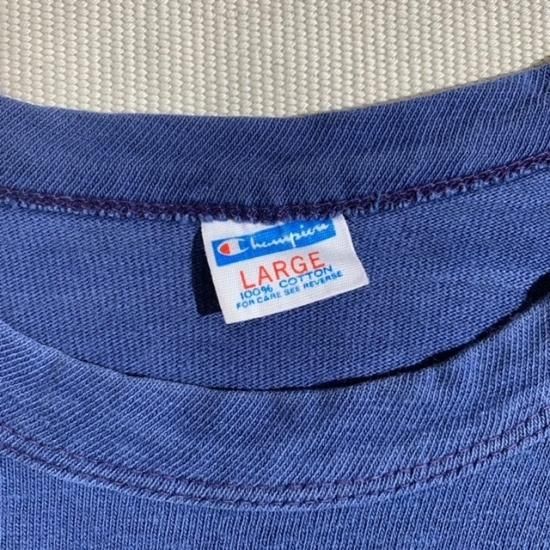 Champion
LARGE
100% COTTON
FOR CARE SEE REVERSE